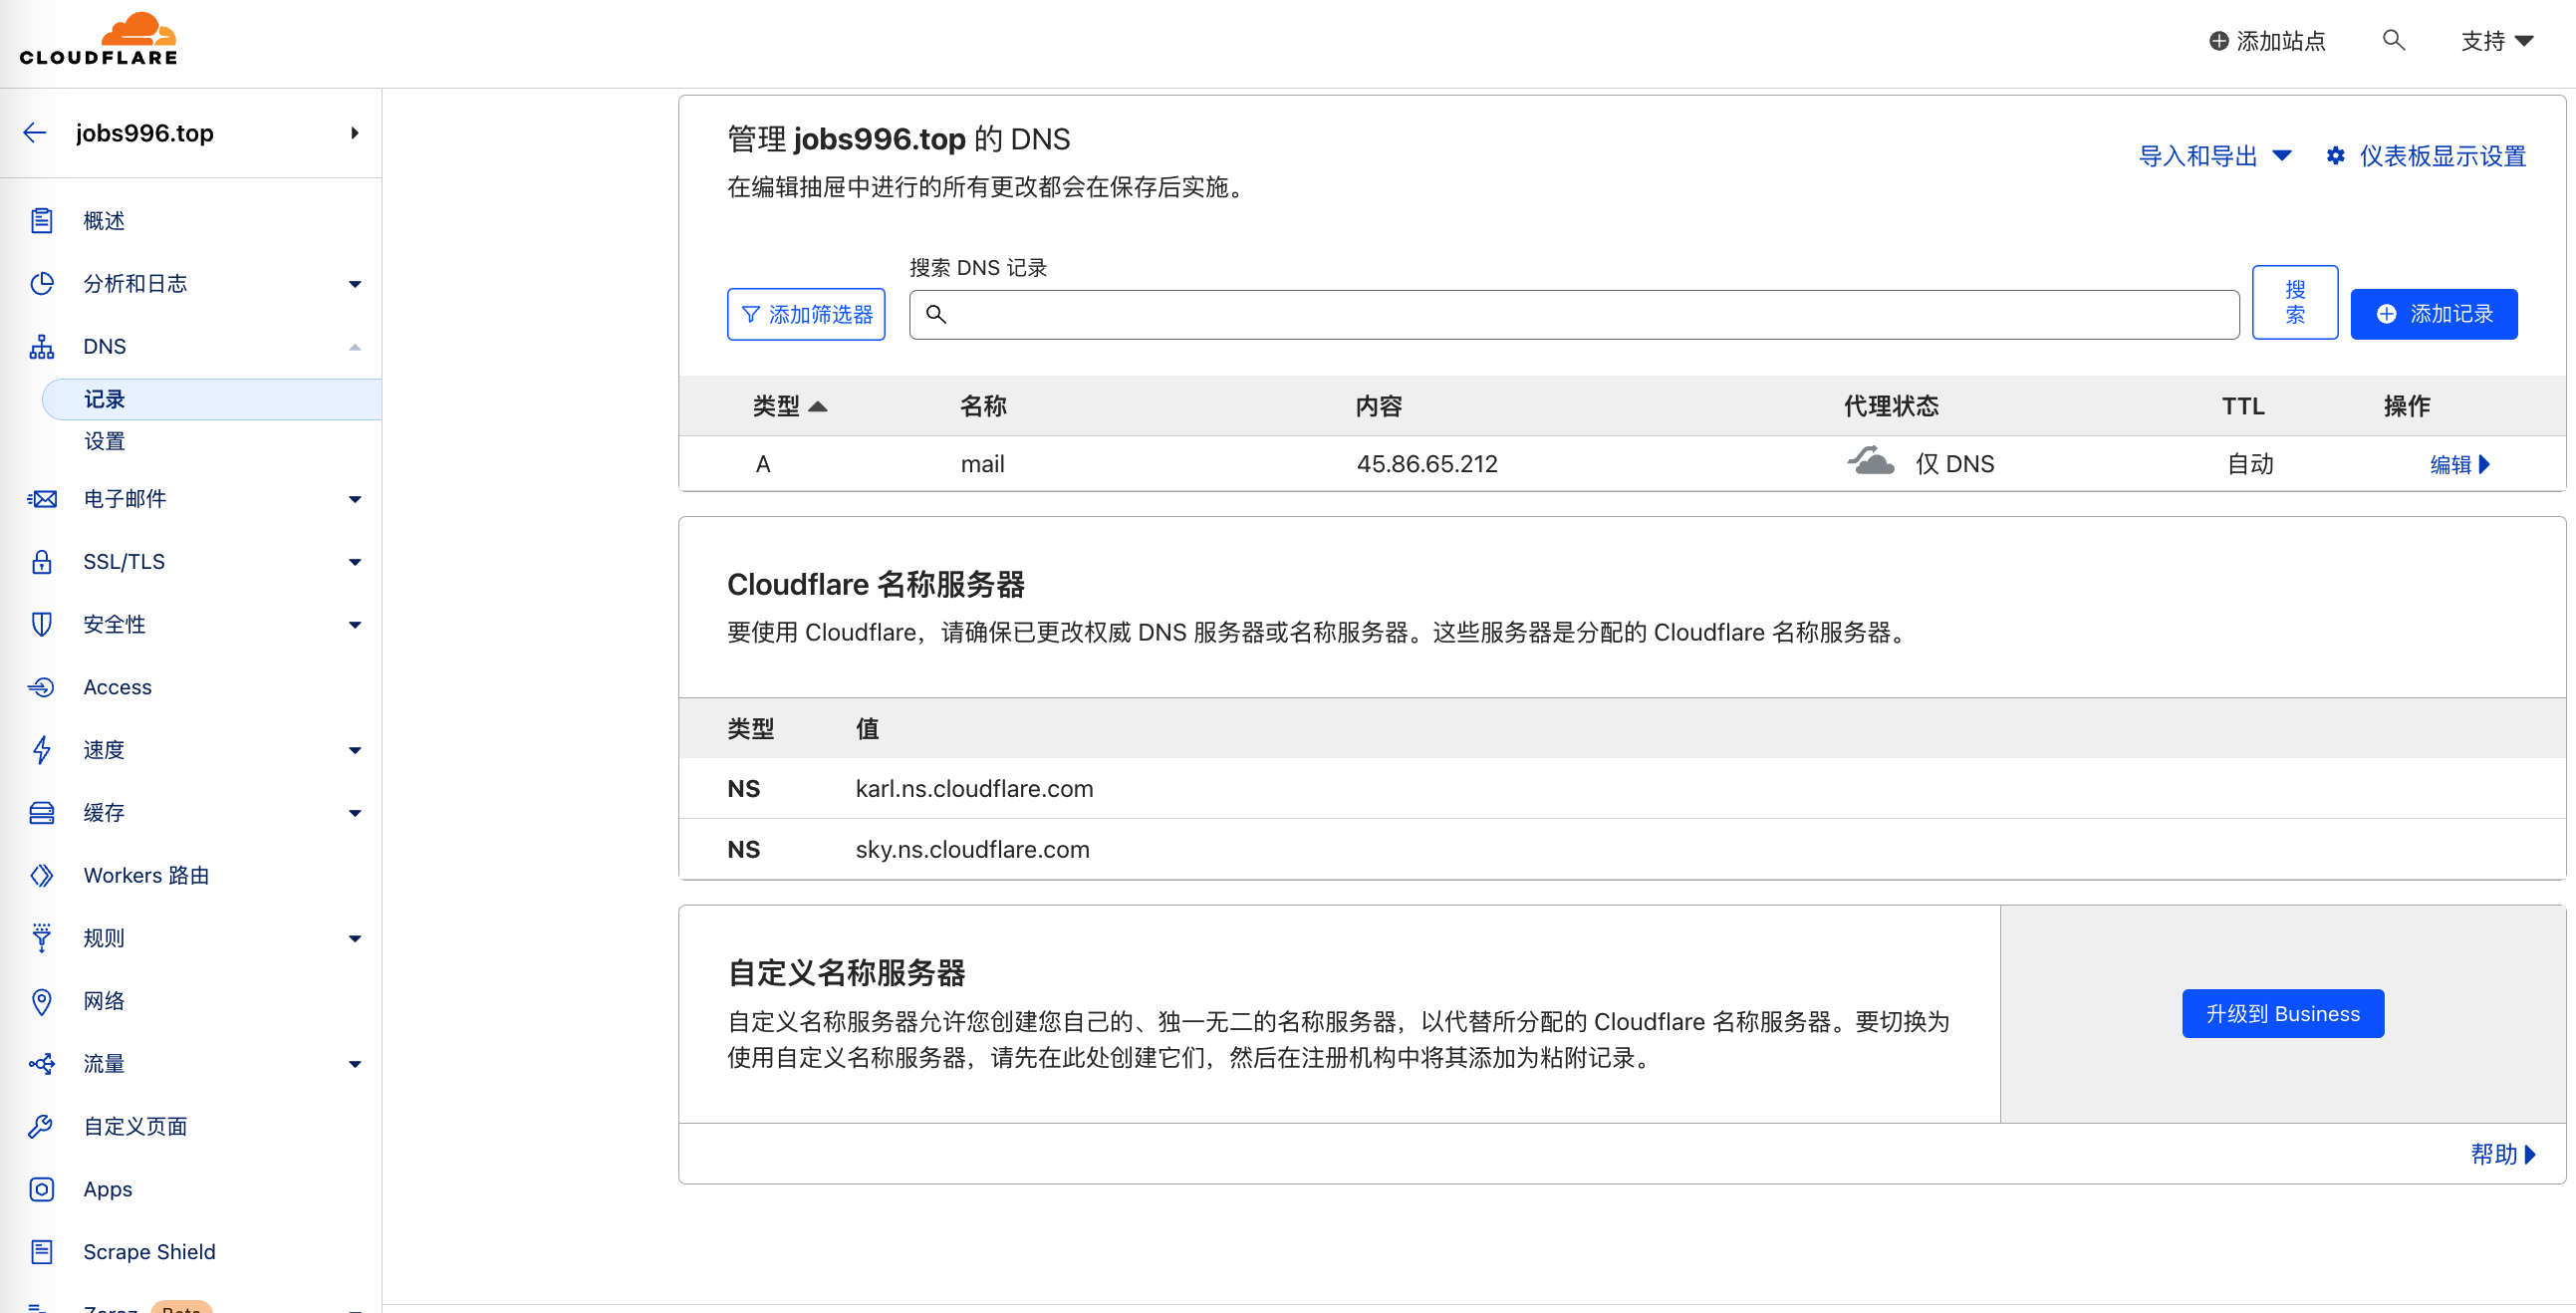 CLOUDFLARE
添加站点
支持
jobs996.top
概述
分析和日志
DNS
记录
设置
电子邮件
SSL/TLS
安全性
Access
速度
缓存
Workers 路由
规则
网络
流量
自定义页面
Apps
Scrape Shield
Zaraz Beta
管理 jobs996.top 的 DNS
在编辑抽屉中进行的所有更改都会在保存后实施。
导入和导出
仪表板显示设置
搜索 DNS 记录
添加筛选器
搜
索
添加记录
类型 名称 内容 代理状态 TTL 操作
A mail 45.86.65.212 仅 DNS 自动 编辑
Cloudflare 名称服务器
要使用 Cloudflare，请确保已更改权威 DNS 服务器或名称服务器。这些服务器是分配的 Cloudflare 名称服务器。
类型 值
NS karl.ns.cloudflare.com
NS sky.ns.cloudflare.com
自定义名称服务器
自定义名称服务器允许您创建您自己的、独一无二的名称服务器，以代替所分配的 Cloudflare 名称服务器。要切换为
使用自定义名称服务器，请先在此处创建它们，然后在注册机构中将其添加为粘附记录。
升级到 Business
帮助